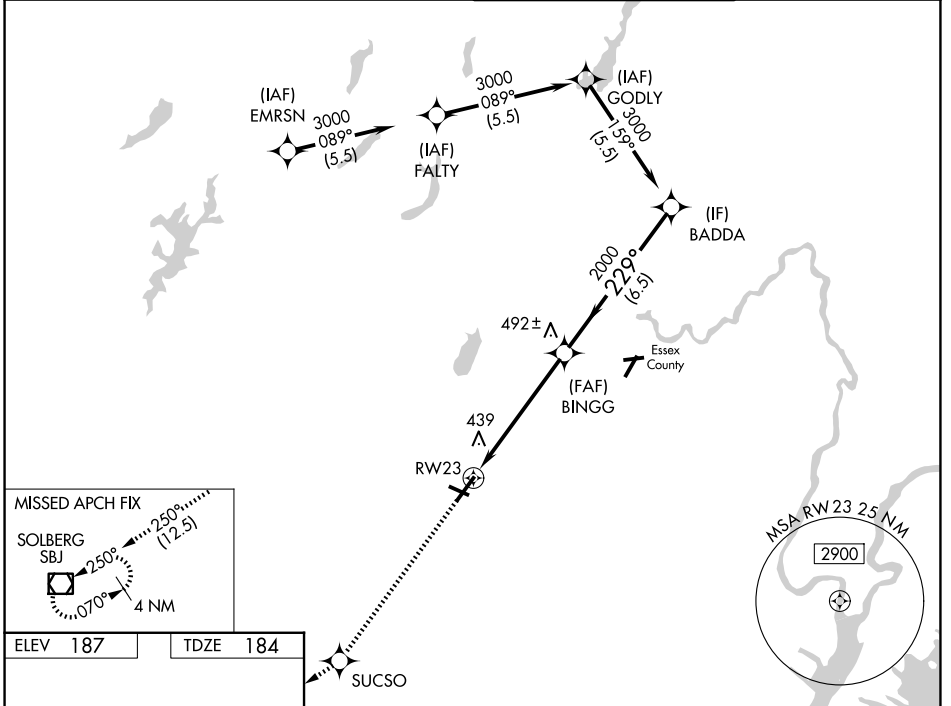 (IAF)
EMRSN
3000
089°
(5.5)
(IAF)
FALTY
3000
089°
(5.5)
(IAF)
GODLY
3000
159°
(5.5)
(IF)
BADDA
2000
229°
(6.5)
492±
Essex
County
(FAF)
BINGG
439
RW23
MISSED APCH FIX
SOLBERG
SBJ
250°
(12.5)
250°
070°
4 NM
MSA RW 23 25 NM
2900
ELEV 187
TDZE 184
SUCSO